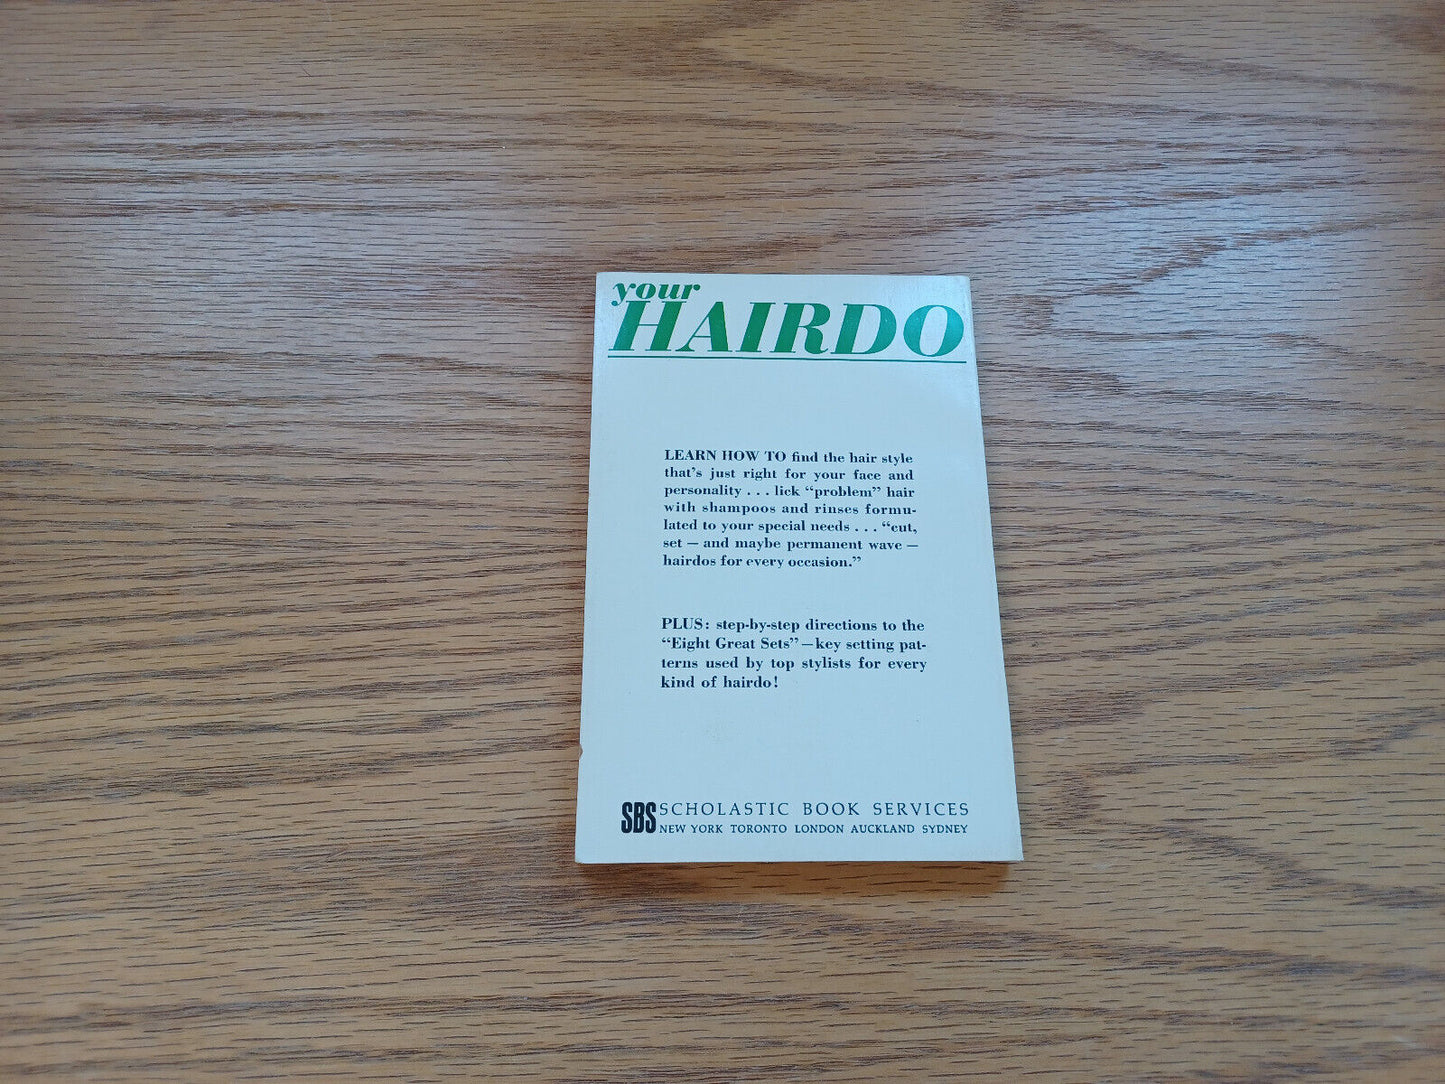 your
HAIRDO
LEARN HOW TO find the hair style
that's just right for your face and
personality . . . lick “problem” hair
with shampoos and rinses formu-
lated to your special needs . . . “cut,
set — and maybe permanent wave —
hairdos for every occasion.”
PLUS: step-by-step directions to the
“Eight Great Sets” — key setting pat-
terns used by top stylists for every
kind of hairdo!
SBS SCHOLASTIC BOOK SERVICES
NEW YORK TORONTO LONDON AUCKLAND SYDNEY